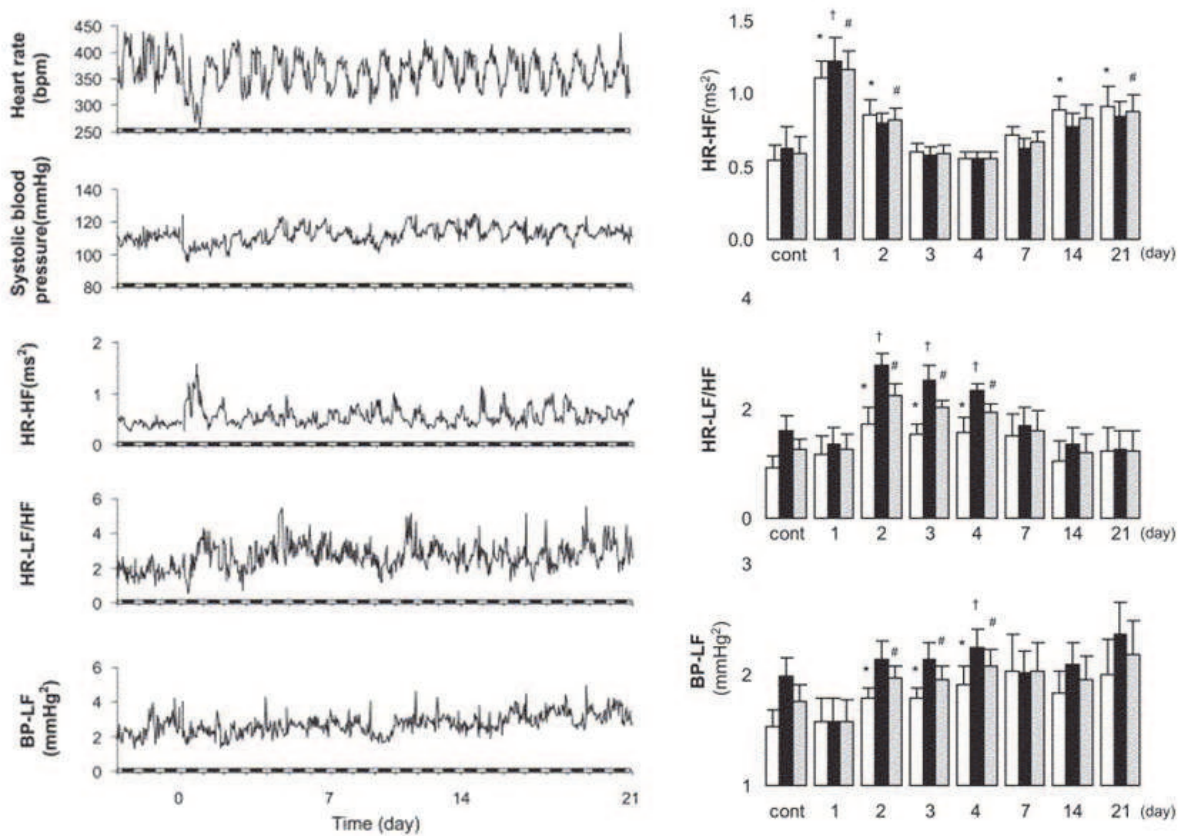 Heart rate
(bpm)
450
400
350
300
250
Systolic blood
pressure(mmHg)
140
120
100
80
HR-HF(ms²)
2
1
0
HR-LF/HF
6
4
2
0
BP-LF
(mmHg²)
6
4
2
0
0 7 14 21
Time (day)
HR-HF(ms²)
1.5
1.0
0.5
0.0
* † #
* #
*
* #
cont 1 2 3 4 7 14 21 (day)
HR-LF/HF
4
2
0
* † #
* † #
* † #
cont 1 2 3 4 7 14 21 (day)
BP-LF
(mmHg²)
3
2
1
* #
* #
* † #
cont 1 2 3 4 7 14 21 (day)